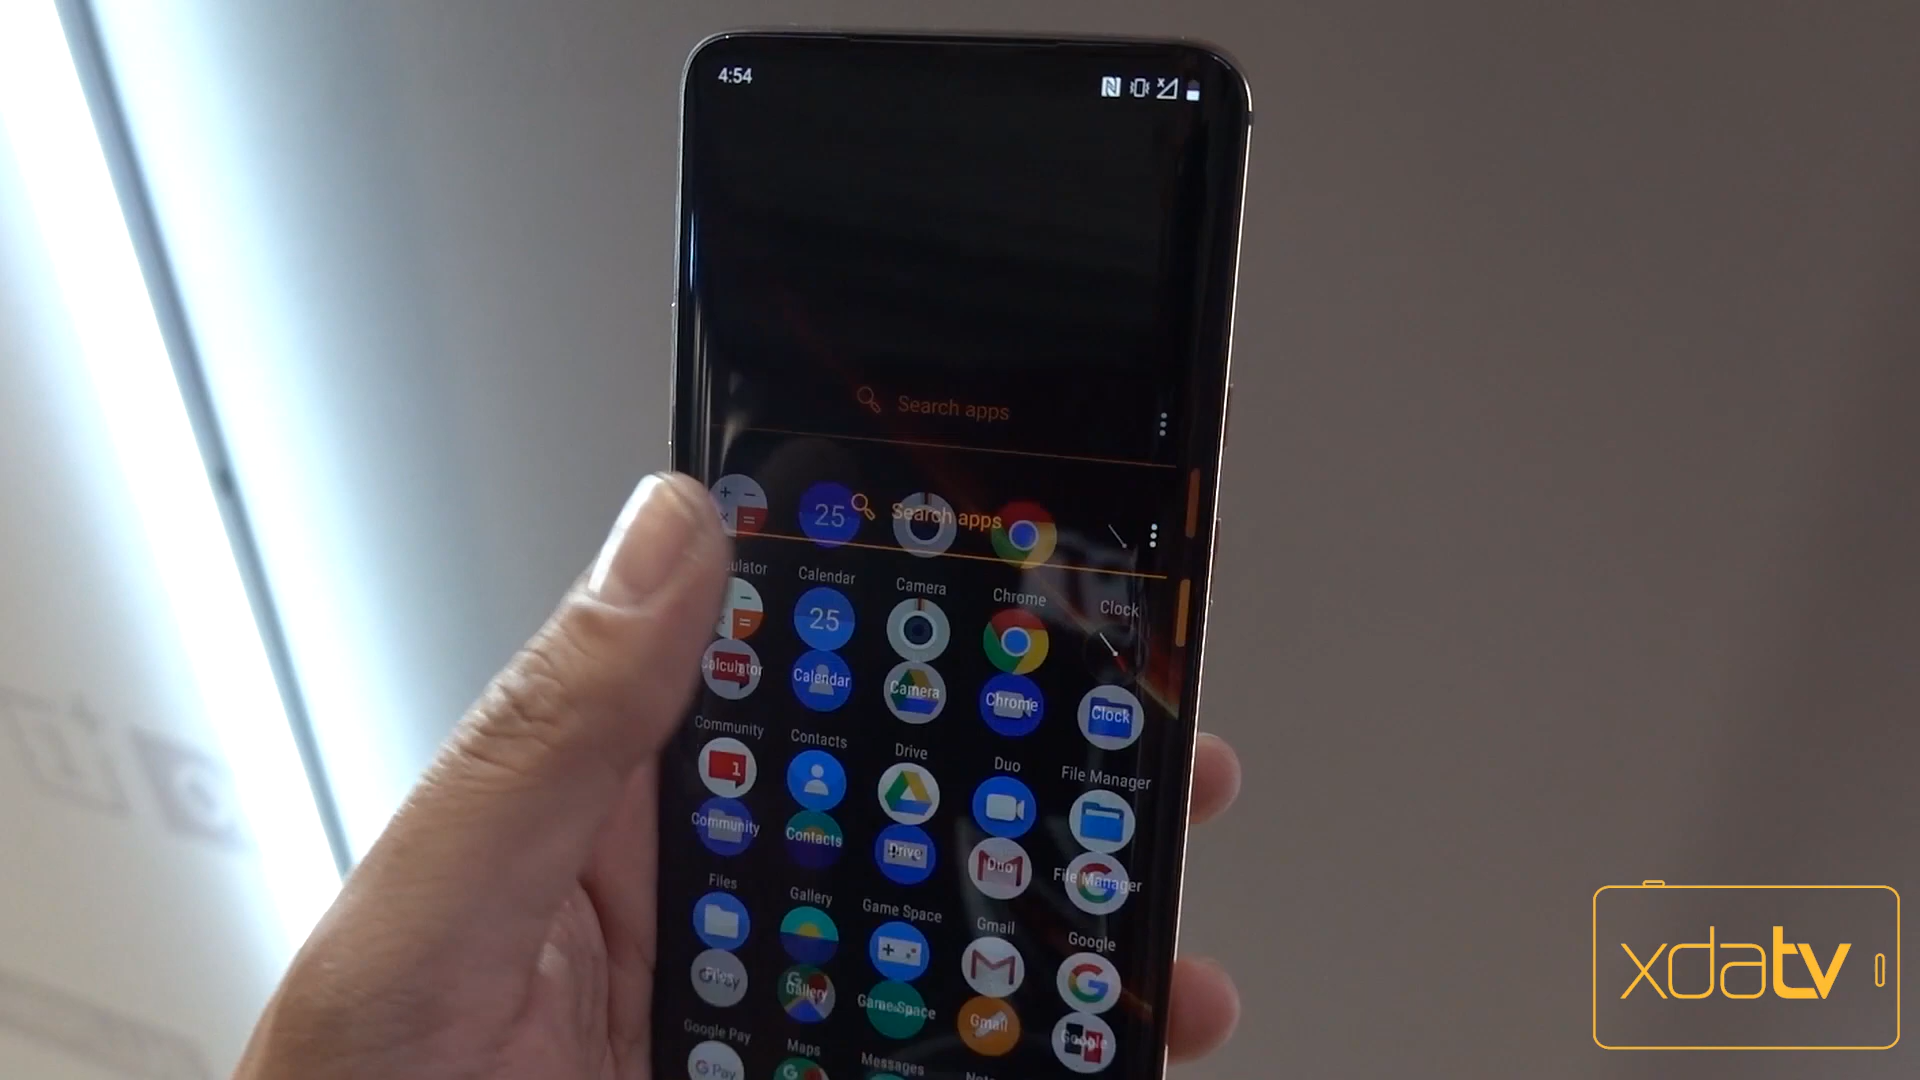 4:54
Search apps
25
Search apps
ulator
Calendar
Camera
Chrome
Clock
25
Calculator
Calendar
Camera
Chrome
Clock
Community
Contacts
Drive
Duo
File Manager
1
Community
Contacts
Drive
Duo
File Manager
Files
Gallery
Game Space
Gmail
Google
Files
Gallery
Game Space
Gmail
Google
Google Pay
Maps
Messages
G Pay
xdatv